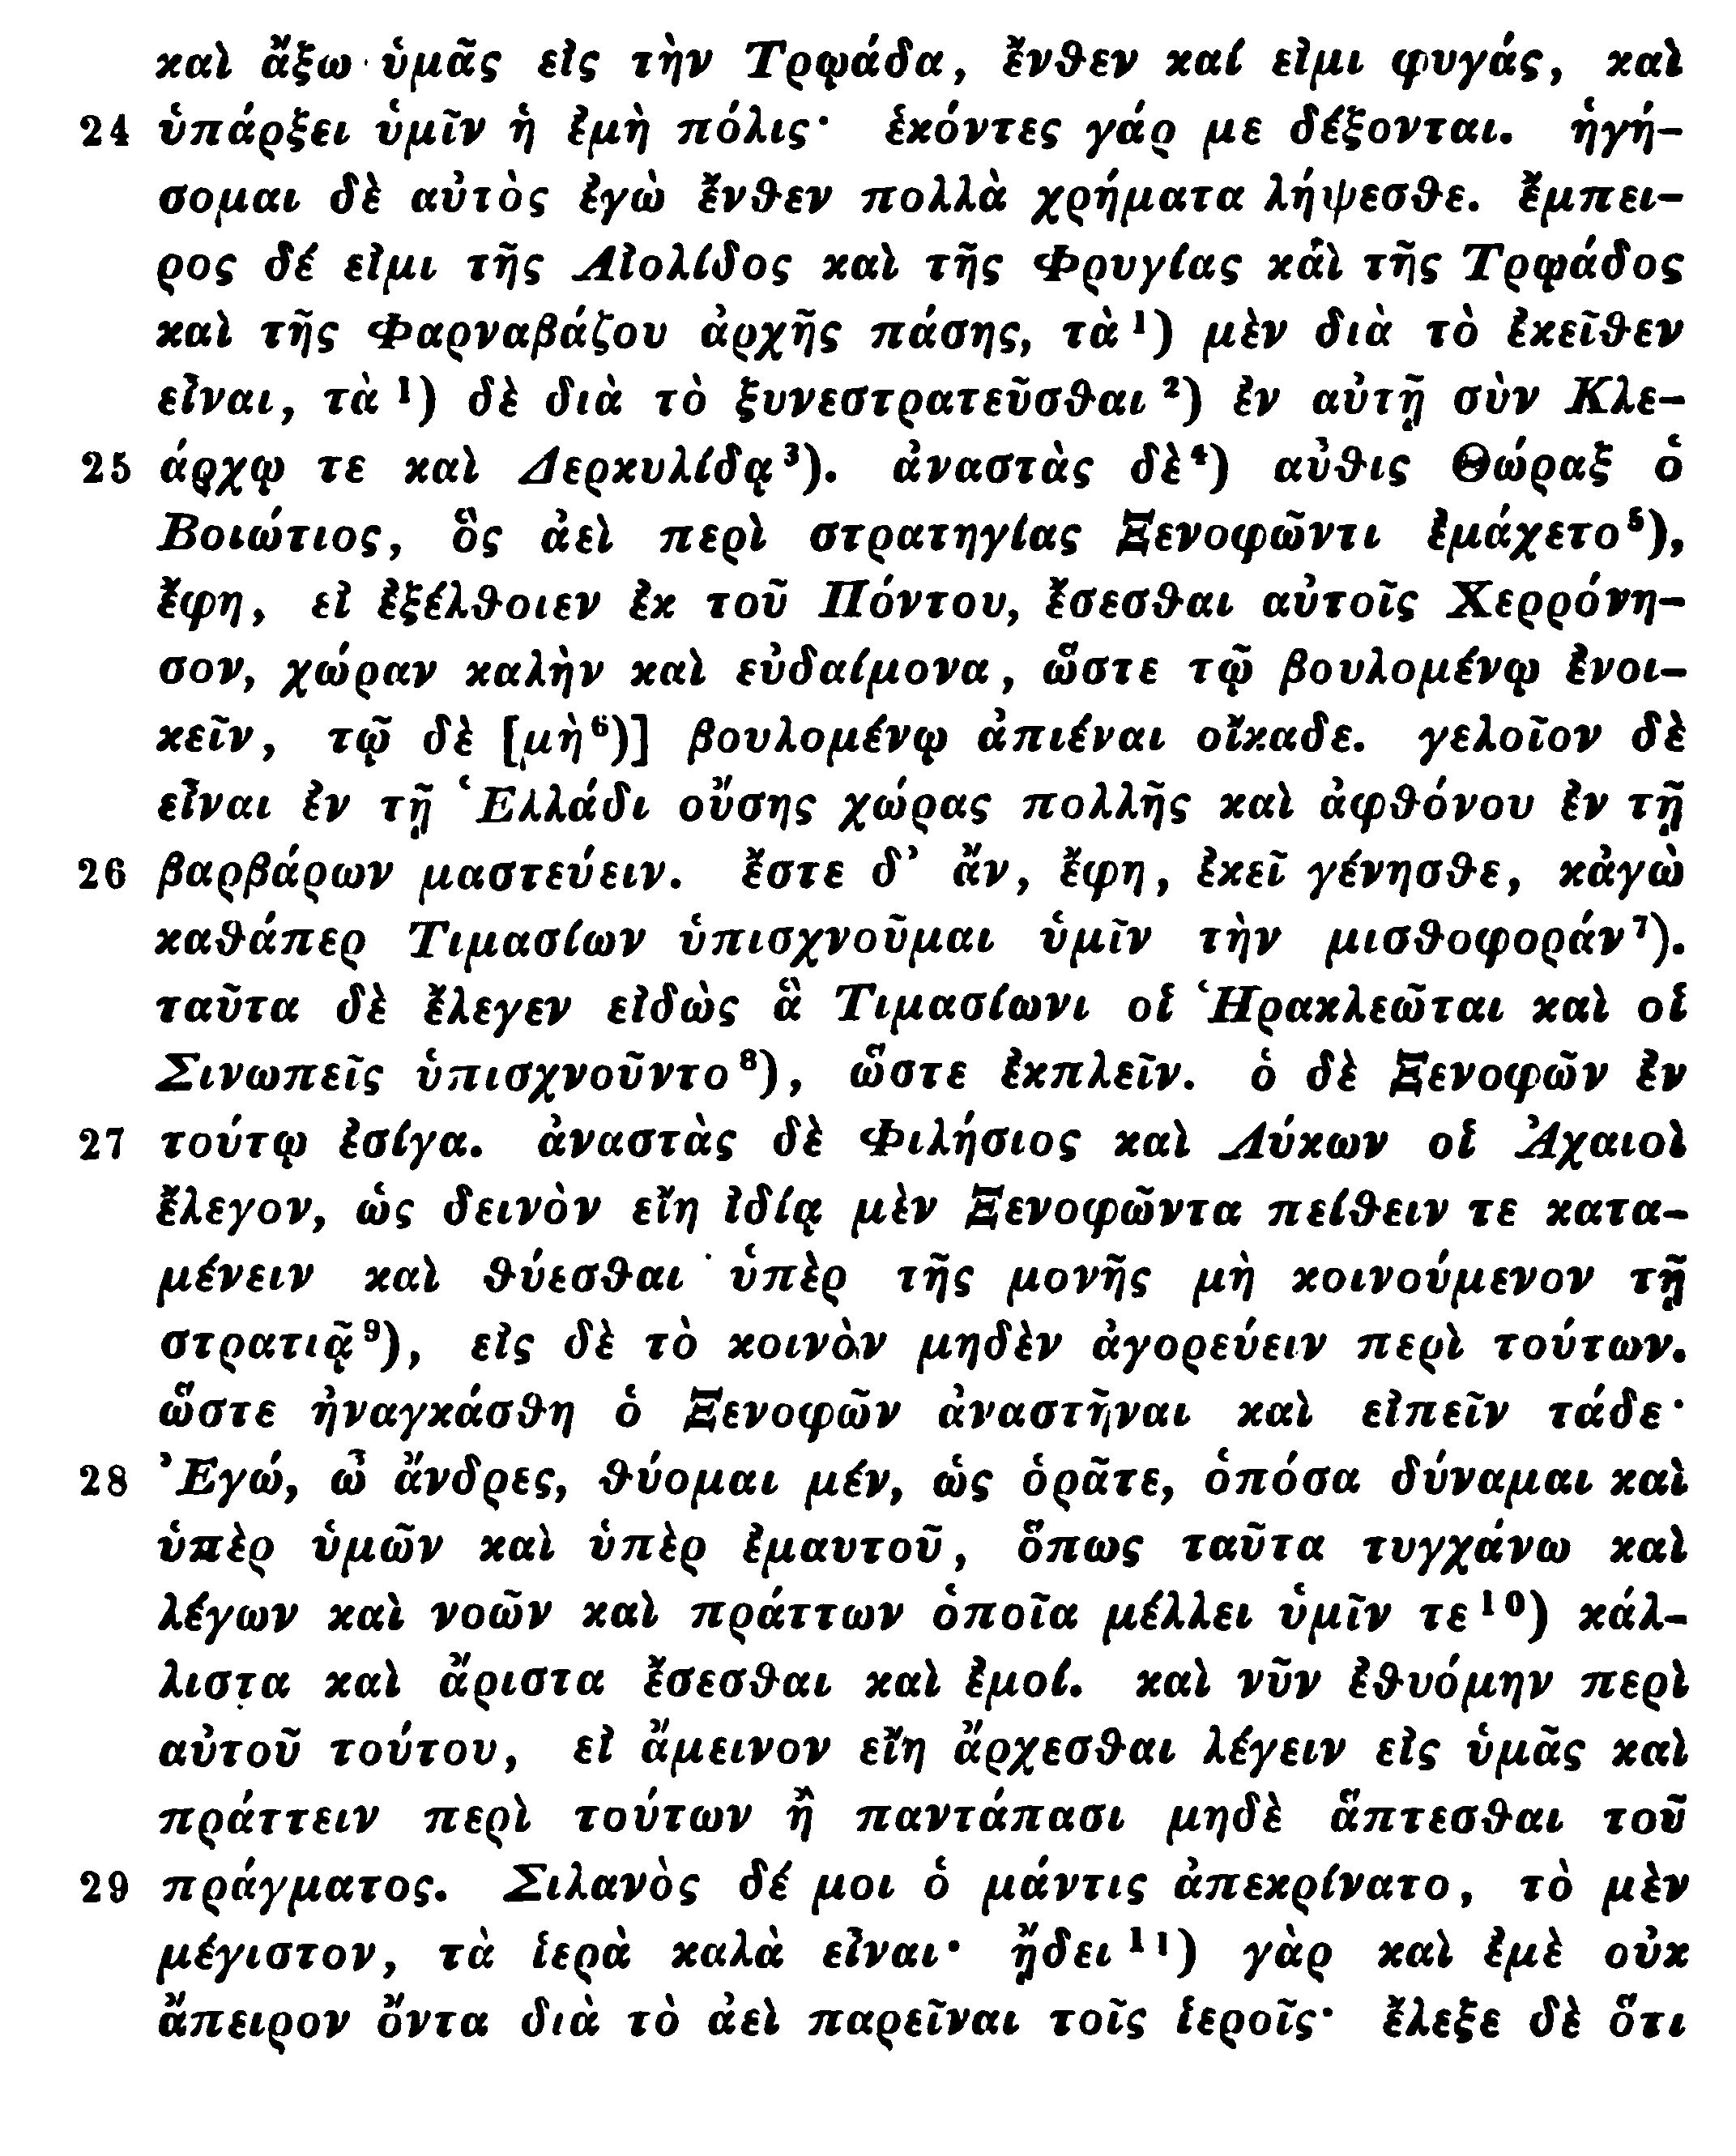 καὶ ἄξω ὑμᾶς εἰς τὴν Τρῳάδα, ἔνθεν καί εἰμι φυγάς, καὶ
24 ὑπάρξει ὑμῖν ἡ ἐμὴ πόλις· ἑκόντες γάρ με δέξονται. ἡγή-
σομαι δὲ αὐτὸς ἐγὼ ἔνθεν πολλὰ χρήματα λήψεσθε. ἔμπει-
ρος δέ εἰμι τῆς Αἰολίδος καὶ τῆς Φρυγίας καὶ τῆς Τρῳάδος
καὶ τῆς Φαρναβάζου ἀρχῆς πάσης, τὰ ¹) μὲν διὰ τὸ ἐκεῖθεν
εἶναι, τὰ ¹) δὲ διὰ τὸ ξυνεστρατεῦσθαι ²) ἐν αὐτῇ σὺν Κλε-
25 άρχῳ τε καὶ Δερκυλίδᾳ ³). ἀναστὰς δὲ ⁴) αὖθις Θώραξ ὁ
Βοιώτιος, ὃς ἀεὶ περὶ στρατηγίας Ξενοφῶντι ἐμάχετο ⁵),
ἔφη, εἰ ἐξέλθοιεν ἐκ τοῦ Πόντου, ἔσεσθαι αὐτοῖς Χερρόνη-
σον, χώραν καλὴν καὶ εὐδαίμονα, ὥστε τῷ βουλομένῳ ἐνοι-
κεῖν, τῷ δὲ [μὴ ⁶)] βουλομένῳ ἀπιέναι οἴκαδε. γελοῖον δὲ
εἶναι ἐν τῇ Ἑλλάδι οὔσης χώρας πολλῆς καὶ ἀφθόνου ἐν τῇ
26 βαρβάρων μαστεύειν. ἔστε δ’ ἄν, ἔφη, ἐκεῖ γένησθε, κἀγὼ
καθάπερ Τιμασίων ὑπισχνοῦμαι ὑμῖν τὴν μισθοφοράν ⁷).
ταῦτα δὲ ἔλεγεν εἰδὼς ἃ Τιμασίωνι οἱ Ἡρακλεῶται καὶ οἱ
Σινωπεῖς ὑπισχνοῦντο ⁸), ὥστε ἐκπλεῖν. ὁ δὲ Ξενοφῶν ἐν
27 τούτῳ ἐσίγα. ἀναστὰς δὲ Φιλήσιος καὶ Λύκων οἱ Ἀχαιοὶ
ἔλεγον, ὡς δεινὸν εἴη ἰδίᾳ μὲν Ξενοφῶντα πείθειν τε κατα-
μένειν καὶ θύεσθαι ὑπὲρ τῆς μονῆς μὴ κοινούμενον τῇ
στρατιᾷ ⁹), εἰς δὲ τὸ κοινὸν μηδὲν ἀγορεύειν περὶ τούτων.
ὥστε ἠναγκάσθη ὁ Ξενοφῶν ἀναστῆναι καὶ εἰπεῖν τάδε·
28 Ἐγώ, ὦ ἄνδρες, θύομαι μέν, ὡς ὁρᾶτε, ὁπόσα δύναμαι καὶ
ὑπὲρ ὑμῶν καὶ ὑπὲρ ἐμαυτοῦ, ὅπως ταῦτα τυγχάνω καὶ
λέγων καὶ νοῶν καὶ πράττων ὁποῖα μέλλει ὑμῖν τε ¹⁰) κάλ-
λιστα καὶ ἄριστα ἔσεσθαι καὶ ἐμοί. καὶ νῦν ἐθυόμην περὶ
αὐτοῦ τούτου, εἰ ἄμεινον εἴη ἄρχεσθαι λέγειν εἰς ὑμᾶς καὶ
πράττειν περὶ τούτων ἢ παντάπασι μηδὲ ἅπτεσθαι τοῦ
29 πράγματος. Σιλανὸς δέ μοι ὁ μάντις ἀπεκρίνατο, τὸ μὲν
μέγιστον, τὰ ἱερὰ καλὰ εἶναι· ᾔδει ¹¹) γὰρ καὶ ἐμὲ οὐκ
ἄπειρον ὄντα διὰ τὸ ἀεὶ παρεῖναι τοῖς ἱεροῖς· ἔλεξε δὲ ὅτι